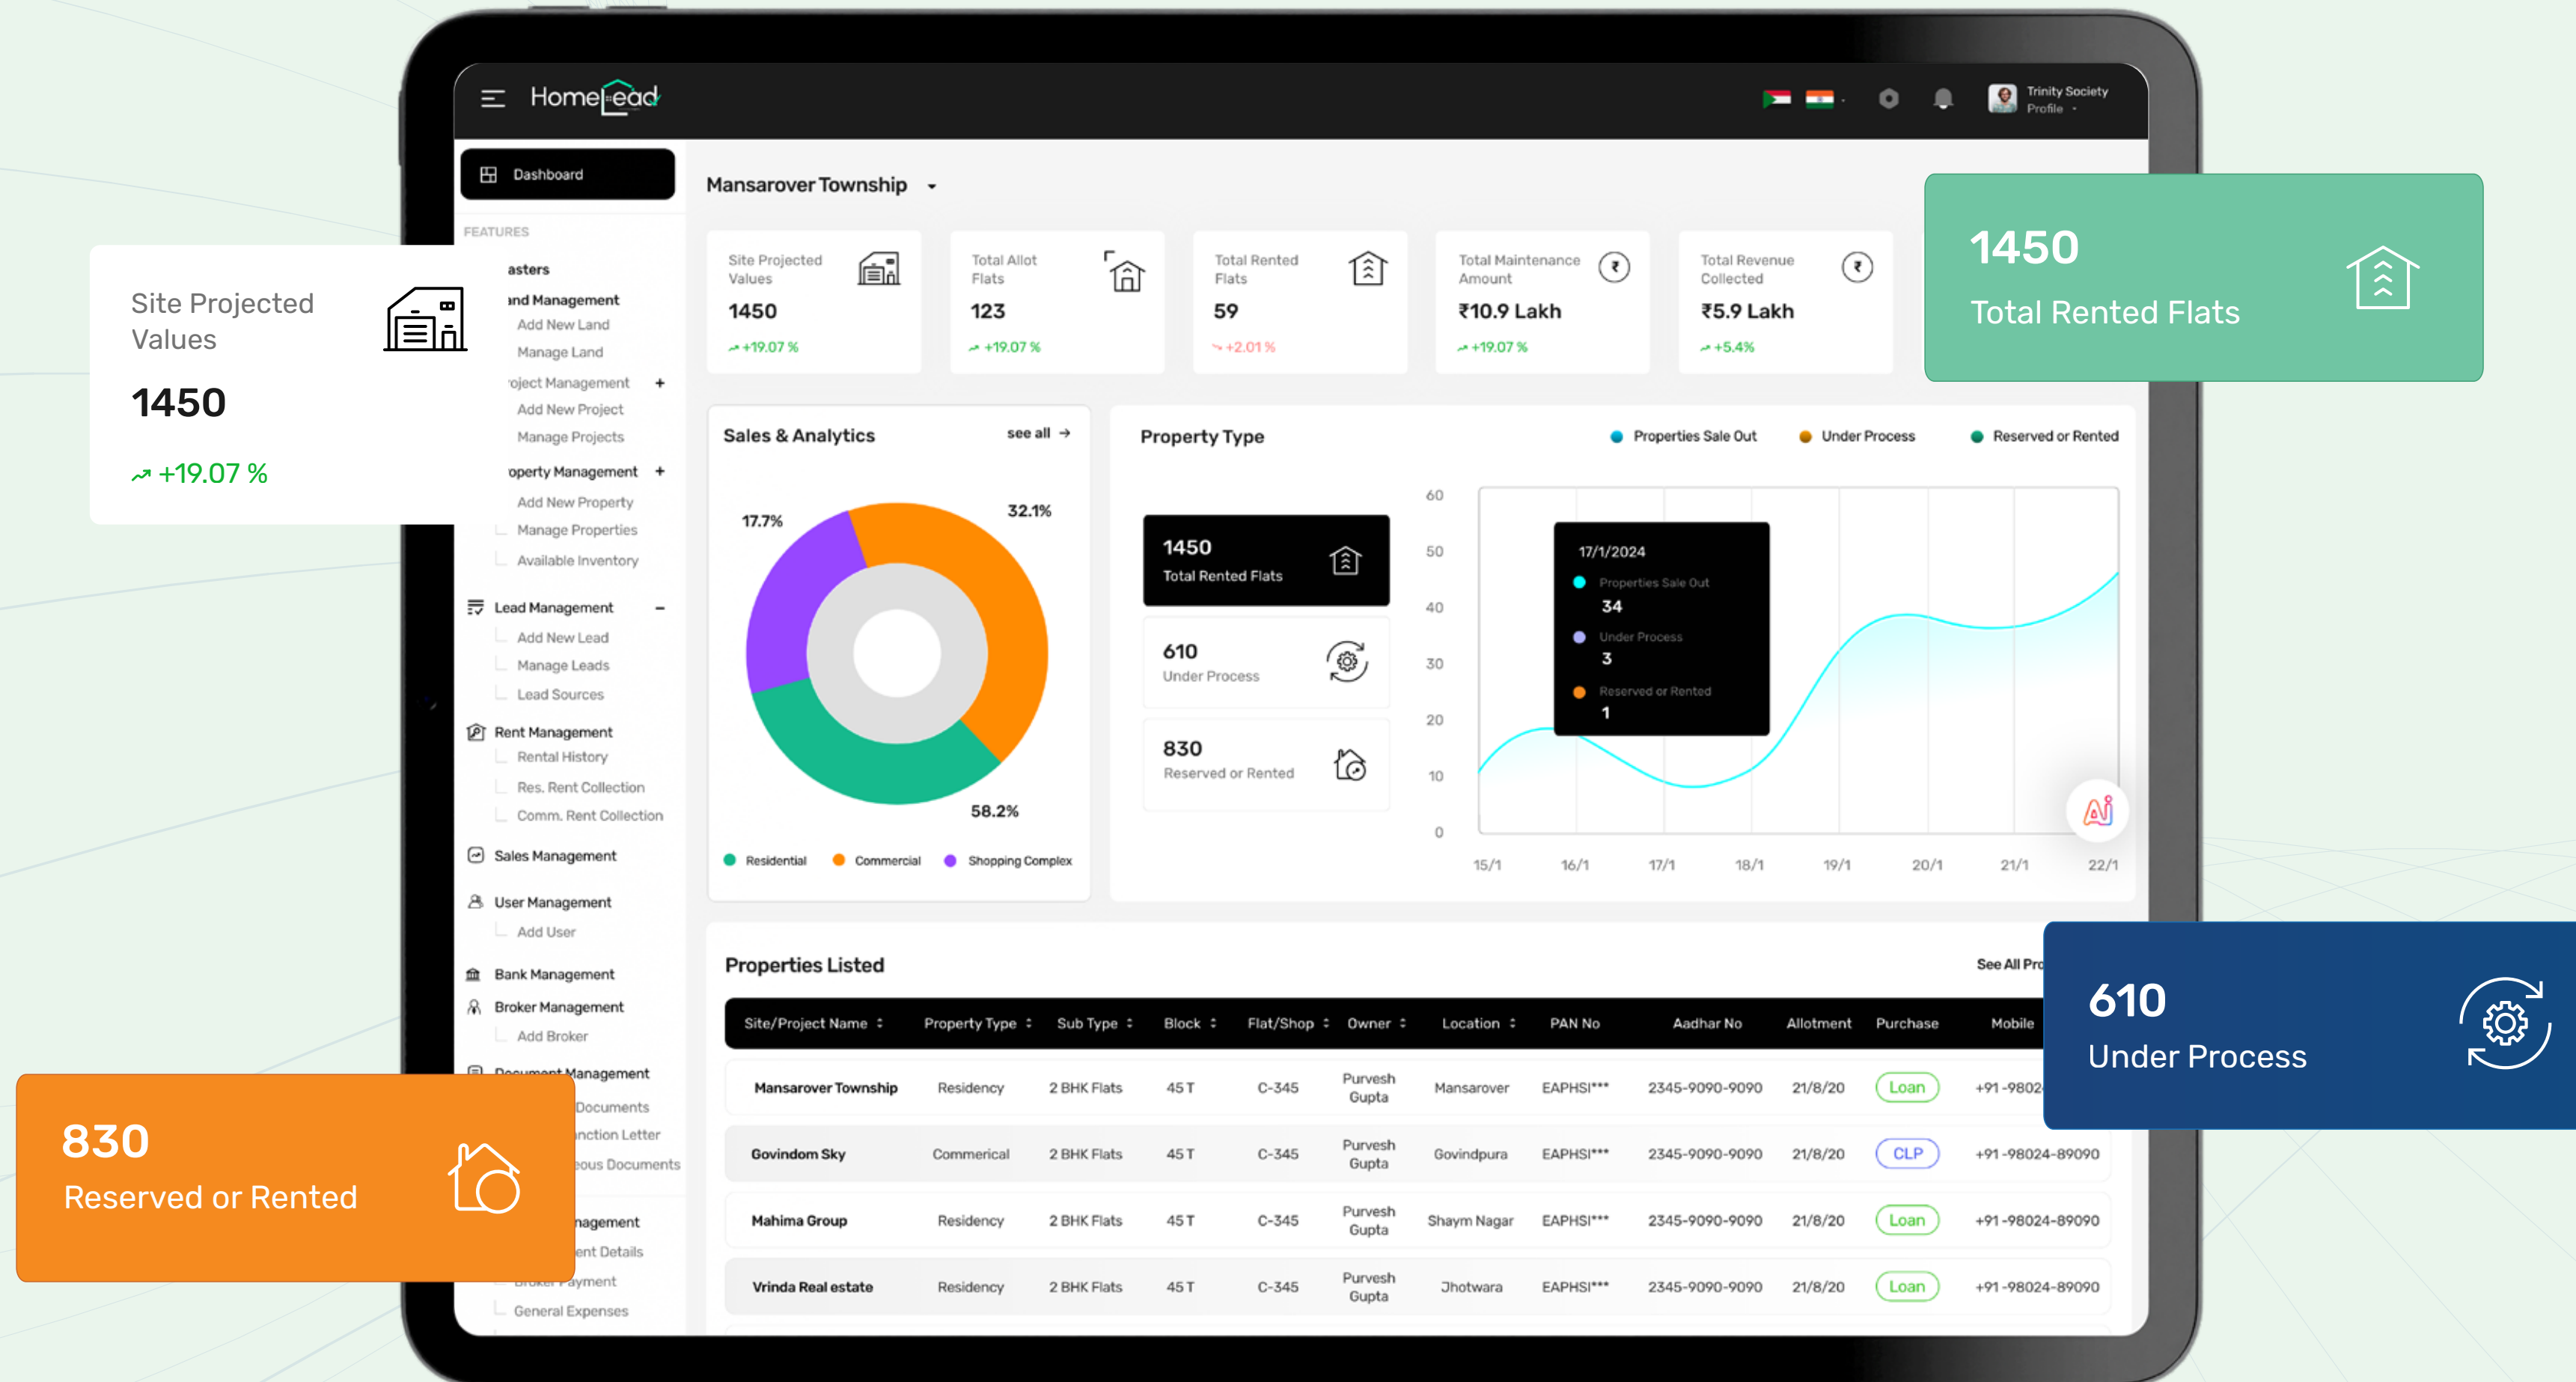 HomeLead
Trinity Society
Profile
Dashboard
FEATURES
asters
and Management
Add New Land
Manage Land
roject Management +
Add New Project
Manage Projects
operty Management +
Add New Property
Manage Properties
Available Inventory
Lead Management –
Add New Lead
Manage Leads
Lead Sources
Rent Management
Rental History
Res. Rent Collection
Comm. Rent Collection
Sales Management
User Management
Add User
Bank Management
Broker Management
Add Broker
Document Management
Documents
nction Letter
eous Documents
nagement
ent Details
Broker Payment
General Expenses
Site Projected
Values
1450
+19.07 %
830
Reserved or Rented
Mansarover Township
Site Projected
Values
1450
+19.07 %
Total Allot
Flats
123
+19.07 %
Total Rented
Flats
59
+2.01 %
Total Maintenance
Amount
₹
₹10.9 Lakh
+19.07 %
Total Revenue
Collected
₹
₹5.9 Lakh
+5.4%
1450
Total Rented Flats
Sales & Analytics
see all →
17.7%
32.1%
58.2%
Residential Commercial Shopping Complex
Property Type
Properties Sale Out Under Process Reserved or Rented
1450
Total Rented Flats
610
Under Process
830
Reserved or Rented
60
50
40
30
20
10
0
17/1/2024
Properties Sale Out
34
Under Process
3
Reserved or Rented
1
Ai
15/1 16/1 17/1 18/1 19/1 20/1 21/1 22/1
610
Under Process
Properties Listed
See All Pro
Site/Project Name Property Type Sub Type Block Flat/Shop Owner Location PAN No Aadhar No Allotment Purchase Mobile
Mansarover Township Residency 2 BHK Flats 45 T C-345 Purvesh Gupta Mansarover EAPHSI*** 2345-9090-9090 21/8/20 Loan +91-9802
Govindom Sky Commerical 2 BHK Flats 45 T C-345 Purvesh Gupta Govindpura EAPHSI*** 2345-9090-9090 21/8/20 CLP +91-98024-89090
Mahima Group Residency 2 BHK Flats 45 T C-345 Purvesh Gupta Shaym Nagar EAPHSI*** 2345-9090-9090 21/8/20 Loan +91-98024-89090
Vrinda Real estate Residency 2 BHK Flats 45 T C-345 Purvesh Gupta Jhotwara EAPHSI*** 2345-9090-9090 21/8/20 Loan +91-98024-89090